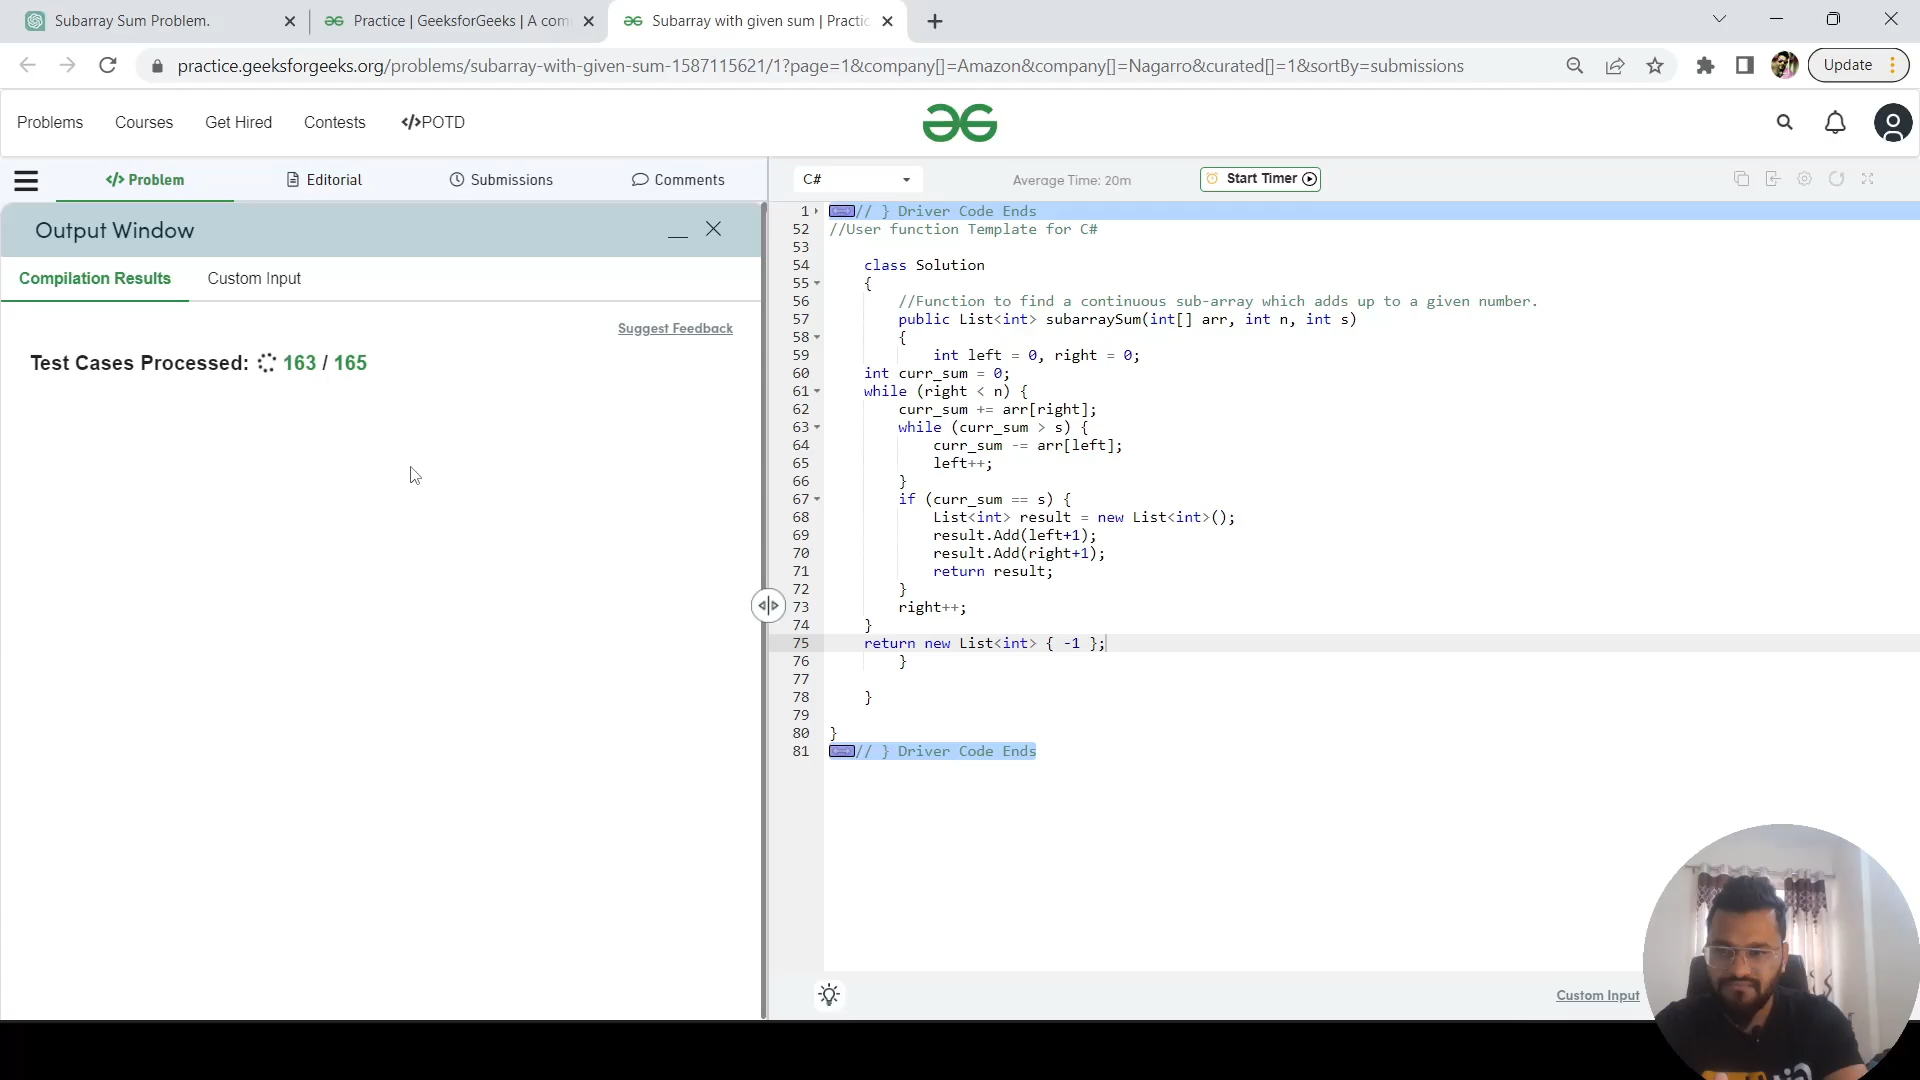 Subarray Sum Problem.
Practice | GeeksforGeeks | A com
Subarray with given sum | Practic
practice.geeksforgeeks.org/problems/subarray-with-given-sum-1587115621/1?page=1&company[]=Amazon&company[]=Nagarro&curated[]=1&sortBy=submissions
Update
Problems Courses Get Hired Contests </>POTD
</> Problem Editorial Submissions Comments
C# Average Time: 20m Start Timer
Output Window
Compilation Results Custom Input
Suggest Feedback
Test Cases Processed: 163 / 165
1 // } Driver Code Ends
52 //User function Template for C#
53
54 class Solution
55 {
56 //Function to find a continuous sub-array which adds up to a given number.
57 public List<int> subarraySum(int[] arr, int n, int s)
58 {
59 int left = 0, right = 0;
60 int curr_sum = 0;
61 while (right < n) {
62 curr_sum += arr[right];
63 while (curr_sum > s) {
64 curr_sum -= arr[left];
65 left++;
66 }
67 if (curr_sum == s) {
68 List<int> result = new List<int>();
69 result.Add(left+1);
70 result.Add(right+1);
71 return result;
72 }
73 right++;
74 }
75 return new List<int> { -1 };
76 }
77
78 }
79
80 }
81 // } Driver Code Ends
Custom Input